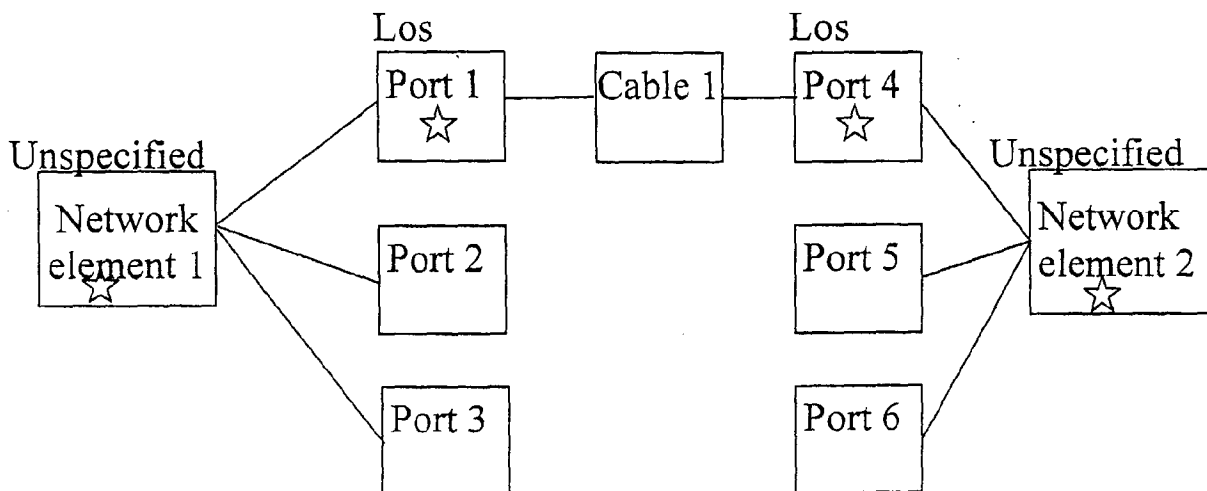 Los
Los
Port 1
Cable 1
Port 4
Unspecified
Unspecified
Network
element 1
Network
element 2
Port 2
Port 5
Port 3
Port 6